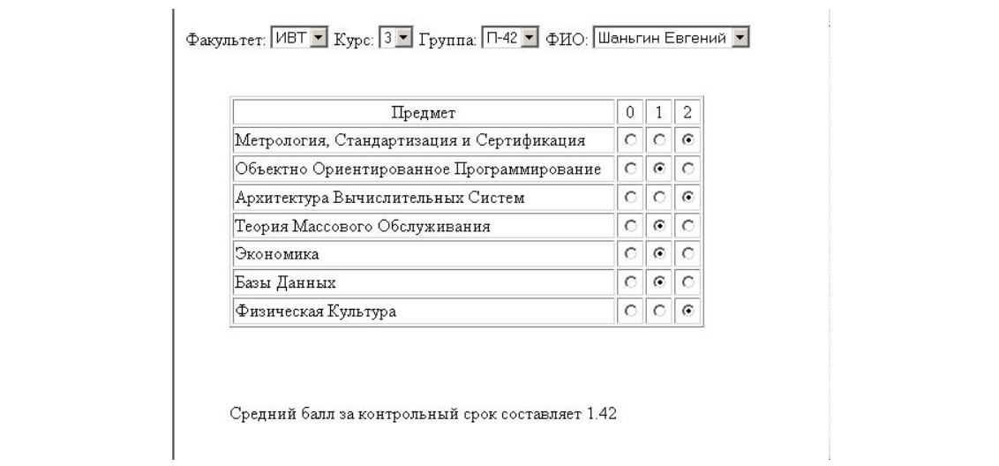 Факультет: ИВТ Курс: 3 Группа: П-42 ФИО: Шаньгин Евгений
Предмет 0 1 2
Метрология, Стандартизация и Сертификация
Объектно Ориентированное Программирование
Архитектура Вычислительных Систем
Теория Массового Обслуживания
Экономика
Базы Данных
Физическая Культура
Средний балл за контрольный срок составляет 1.42